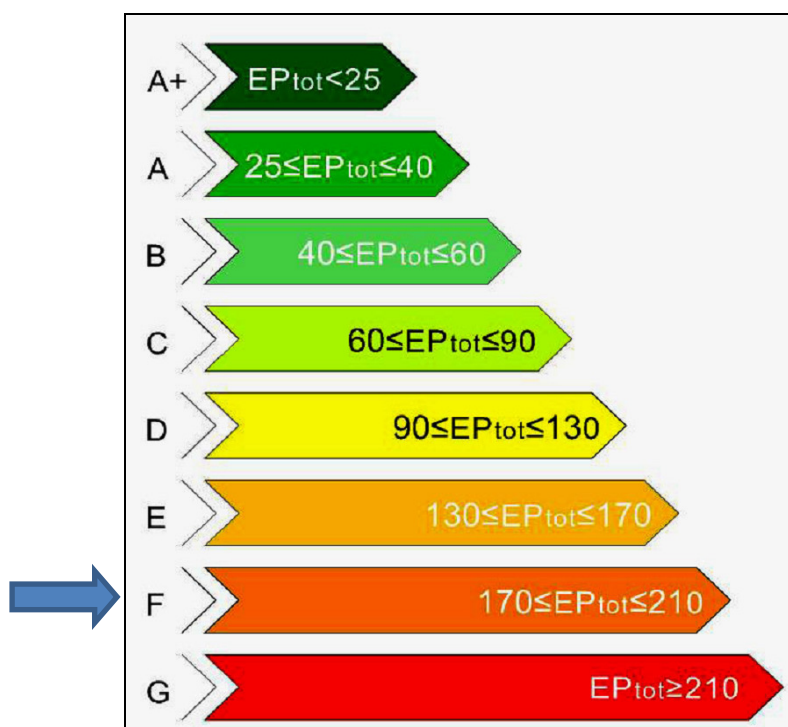 A+ EPtot<25
A 25≤EPtot≤40
B 40≤EPtot≤60
C 60≤EPtot≤90
D 90≤EPtot≤130
E 130≤EPtot≤170
F 170≤EPtot≤210
G EPtot≥210